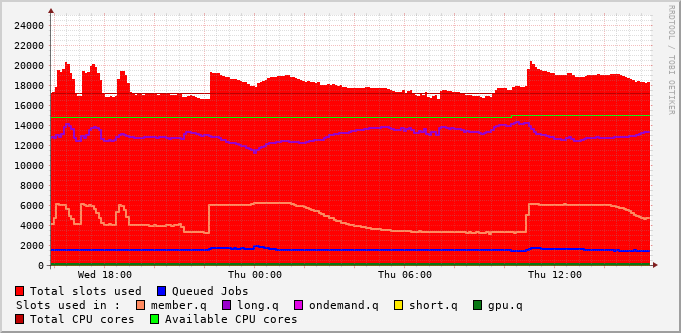 24000
22000
20000
18000
16000
14000
12000
10000
8000
6000
4000
2000
0
Wed 18:00 Thu 00:00 Thu 06:00 Thu 12:00
RRDTOOL / TOBI OETIKER
Total slots used Queued Jobs
Slots used in : member.q long.q ondemand.q short.q gpu.q
Total CPU cores Available CPU cores